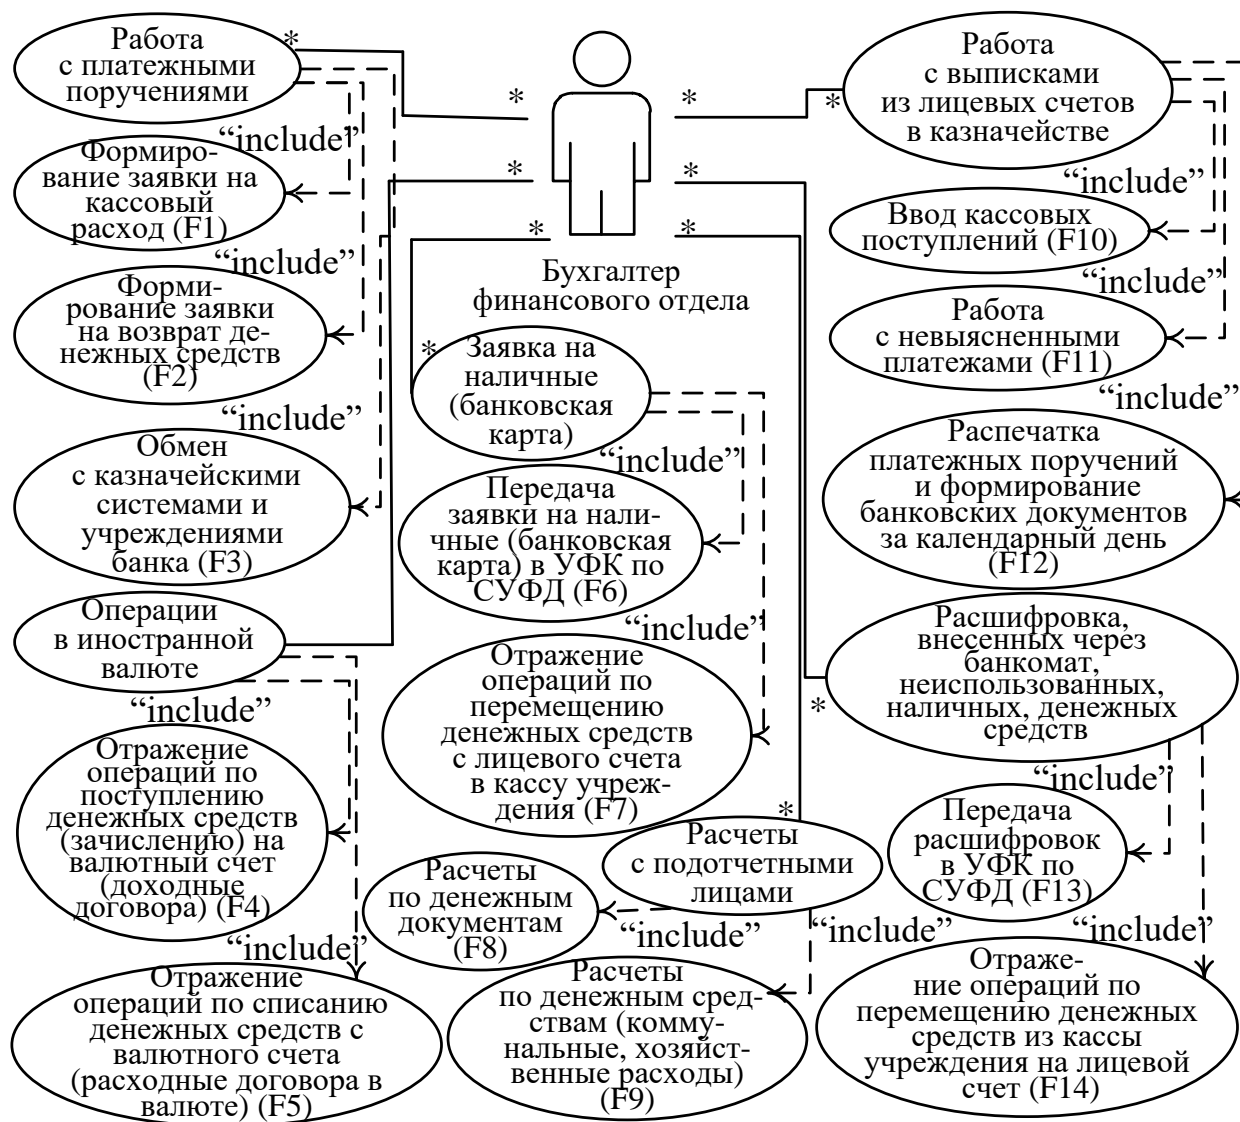 Работа
с платежными
поручениями
*
*
“include”
Формиро-
вание заявки на
кассовый
расход (F1)
“include”
Форми-
рование заявки
на возврат де-
нежных средств
(F2)
“include”
Обмен
с казначейскими
системами и
учреждениями
банка (F3)
Операции
в иностранной
валюте
*
“include”
Отражение
операций по
поступлению
денежных средств
(зачислению) на
валютный счет
(доходные
договора) (F4)
“include”
Отражение
операций по списанию
денежных средств с
валютного счета
(расходные договора в
валюте) (F5)
Бухгалтер
финансового отдела
*
*
Заявка на
наличные
(банковская
карта)
“include”
Передача
заявки на нали-
чные (банковская
карта) в УФК по
СУФД (F6)
“include”
Отражение
операций по
перемещению
денежных средств
с лицевого счета
в кассу учреж-
дения (F7)
*
*
Расчеты
с подотчетными
лицами
Расчеты
по денежным
документам
(F8)
“include”
“include”
Расчеты
по денежным сред-
ствам (комму-
нальные, хозяйст-
венные расходы)
(F9)
*
*
Работа
с выписками
из лицевых счетов
в казначействе
“include”
Ввод кассовых
поступлений (F10)
“include”
Работа
с невыясненными
платежами (F11)
“include”
Распечатка
платежных поручений
и формирование
банковских документов
за календарный день
(F12)
*
*
Расшифровка,
внесенных через
банкомат,
неиспользованных,
наличных, денежных
средств
“include”
Передача
расшифровок
в УФК по
СУФД (F13)
“include”
Отраже-
ние операций по
перемещению денежных
средств из кассы
учреждения на лицевой
счет (F14)